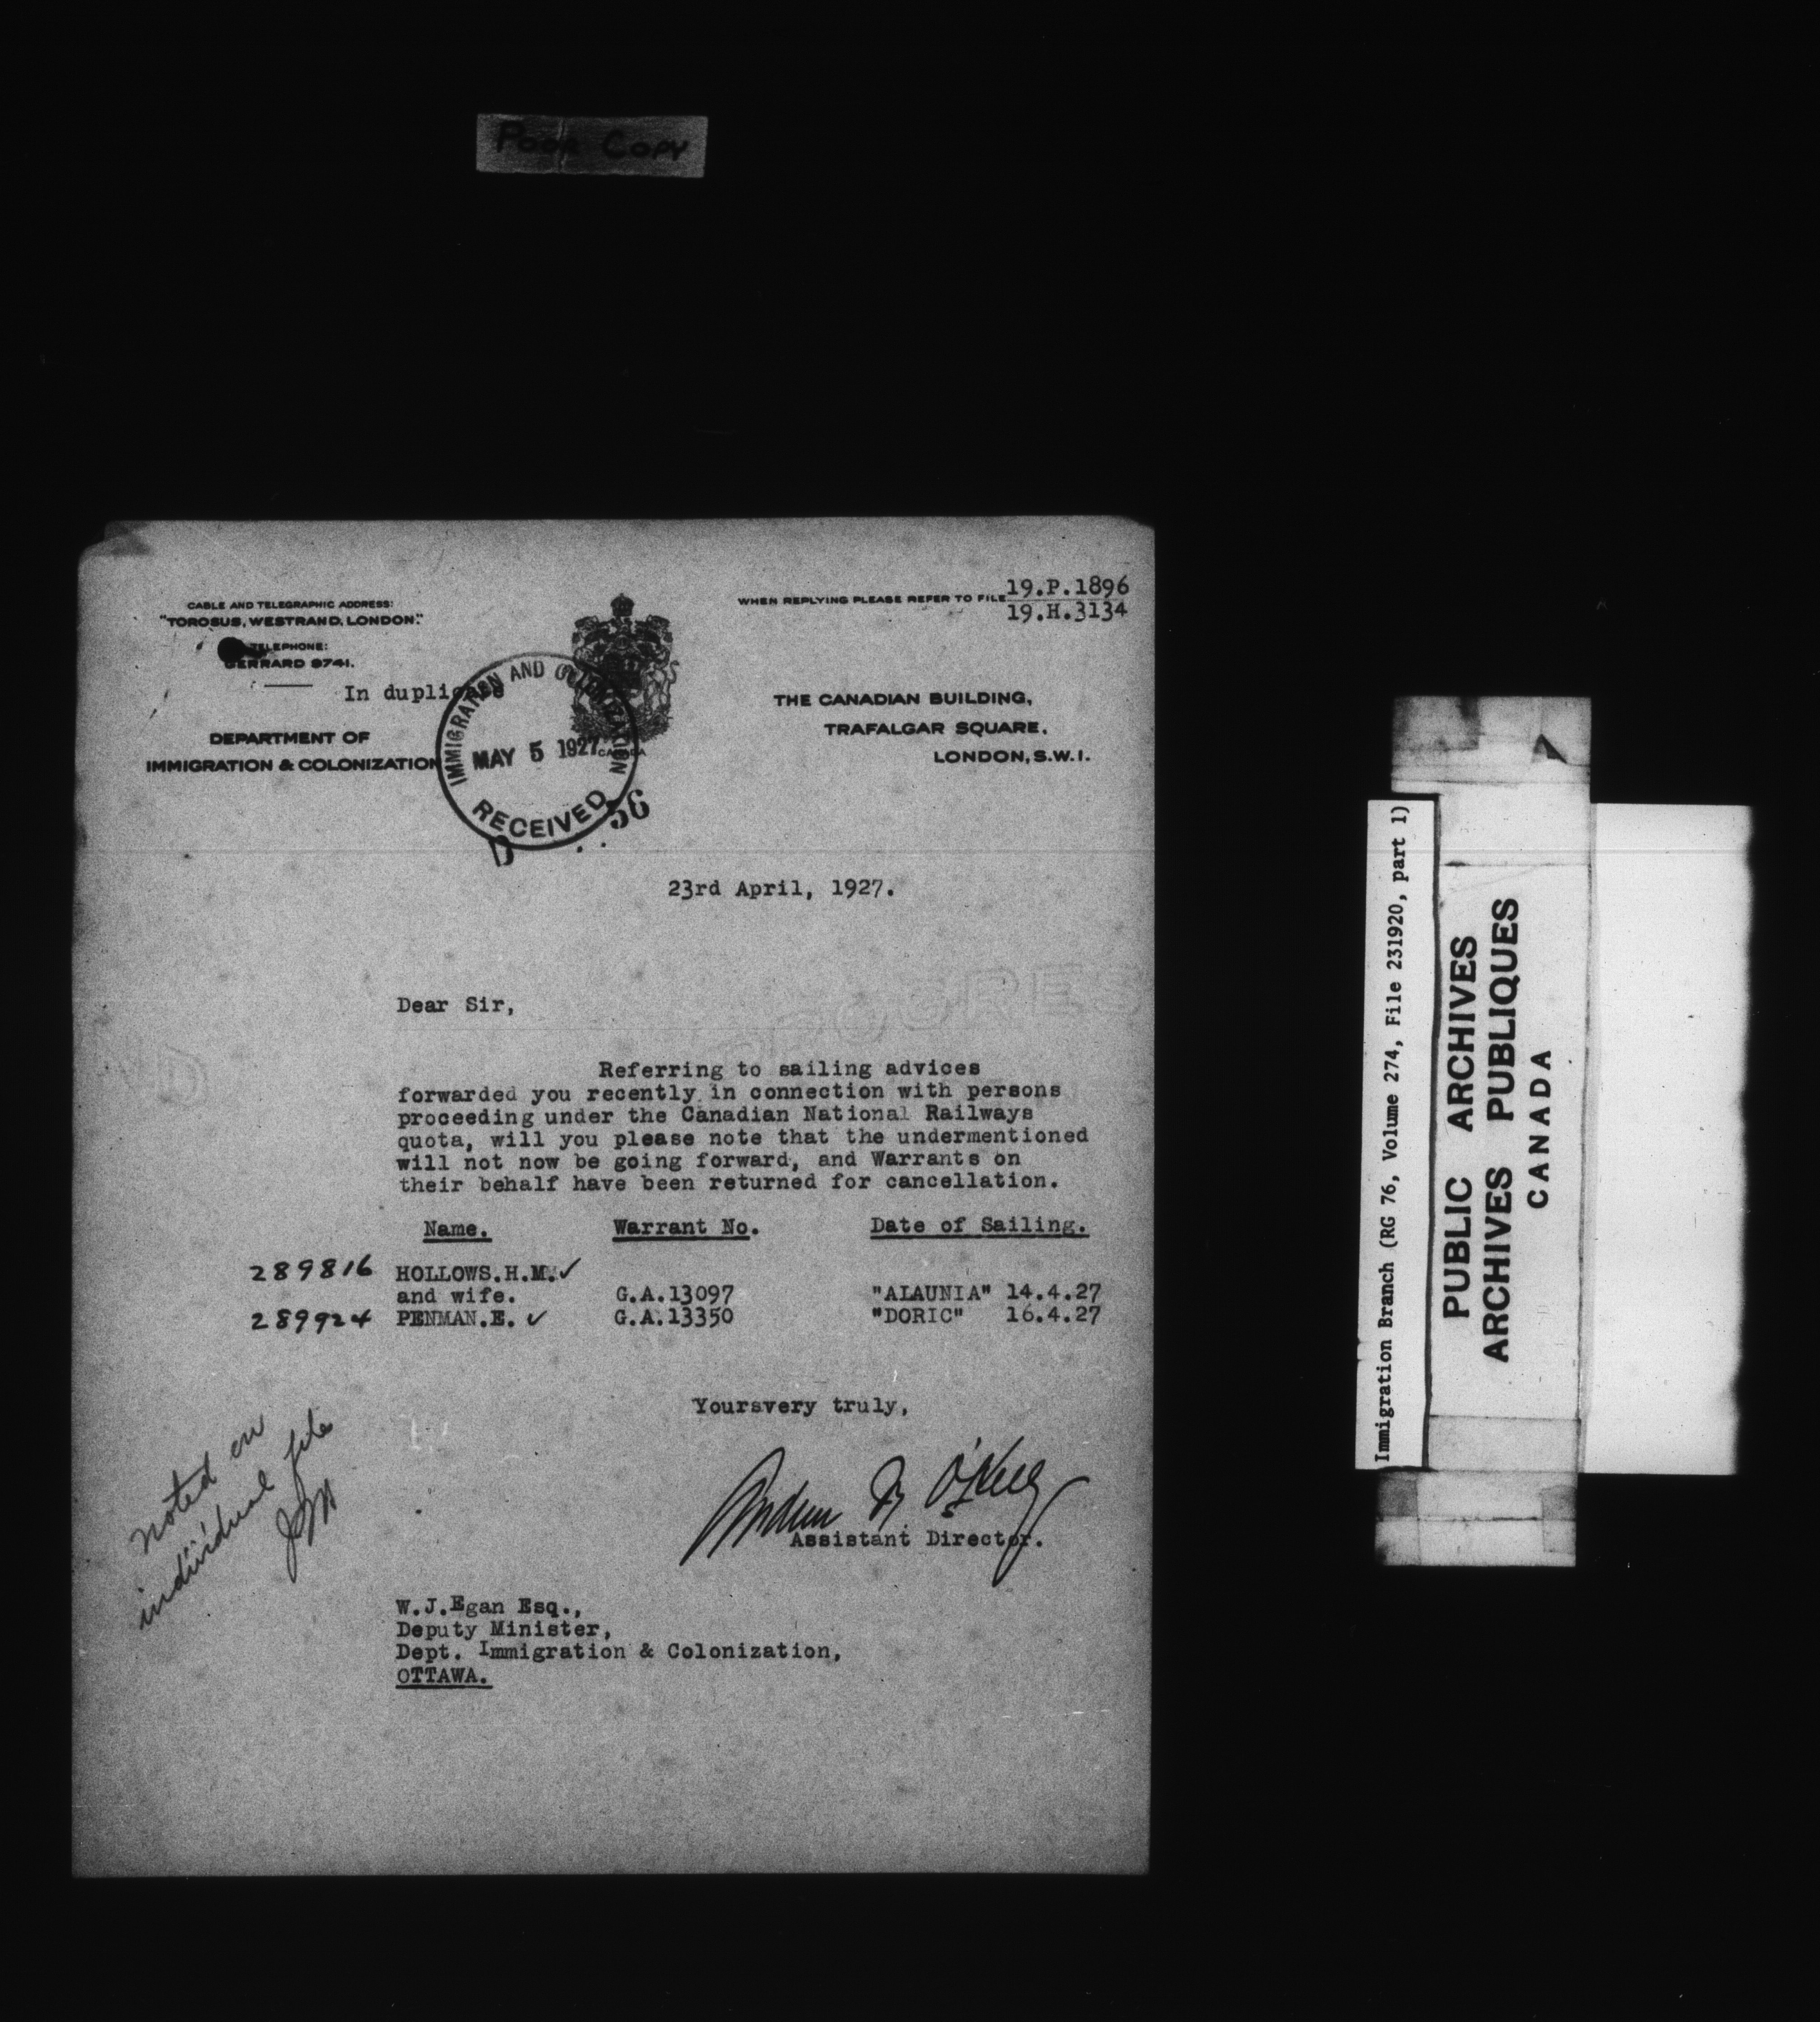 Poor Copy
CABLE AND TELEGRAPHIC ADDRESS:
"TOROSUS, WESTRAND, LONDON."
TELEPHONE:
GERRARD 9741.
In duplicate
DEPARTMENT OF
IMMIGRATION & COLONIZATION
WHEN REPLYING PLEASE REFER TO FILE 19.P.1896
19.H.3134
CANADA
THE CANADIAN BUILDING,
TRAFALGAR SQUARE,
LONDON, S.W.1.
IMMIGRATION AND COLONIZATION
MAY 5 1927
RECEIVED
D 56
23rd April, 1927.
Dear Sir,
Referring to sailing advices
forwarded you recently in connection with persons
proceeding under the Canadian National Railways
quota, will you please note that the undermentioned
will not now be going forward, and Warrants on
their behalf have been returned for cancellation.
Name. Warrant No. Date of Sailing.
289816 HOLLOWS.H.M. ✓
and wife. G.A.13097 "ALAUNIA" 14.4.27
289924 PENMAN.E. ✓ G.A.13350 "DORIC" 16.4.27
Yoursvery truly,
Assistant Director.
noted on
individual file
W.J.Egan Esq.,
Deputy Minister,
Dept. Immigration & Colonization,
OTTAWA.
Immigration Branch (RG 76, Volume 274, File 231920, part 1)
PUBLIC ARCHIVES
ARCHIVES PUBLIQUES
CANADA